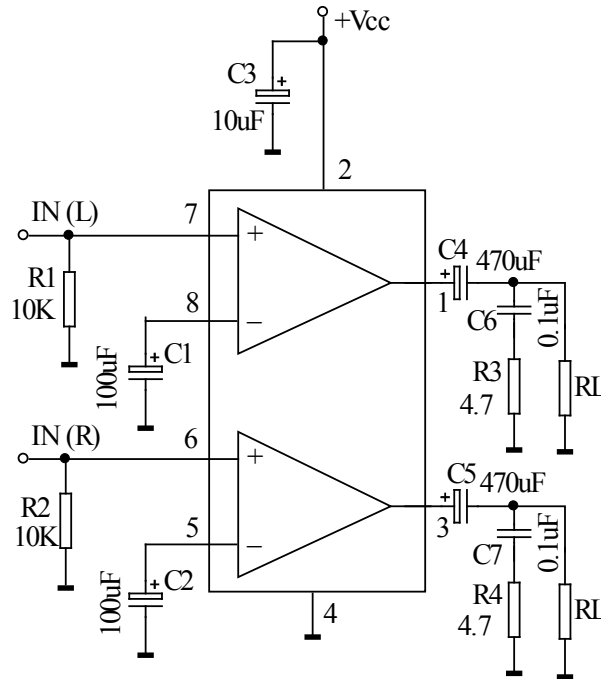 +Vcc
C3
+
10uF
2
IN (L)
7
+
R1
10K
8
−
+
C1
100uF
C4
+
470uF
1
C6
0.1uF
R3
4.7
RL
IN (R)
6
+
R2
10K
5
−
+
C2
100uF
4
C5
+
470uF
3
C7
0.1uF
R4
4.7
RL